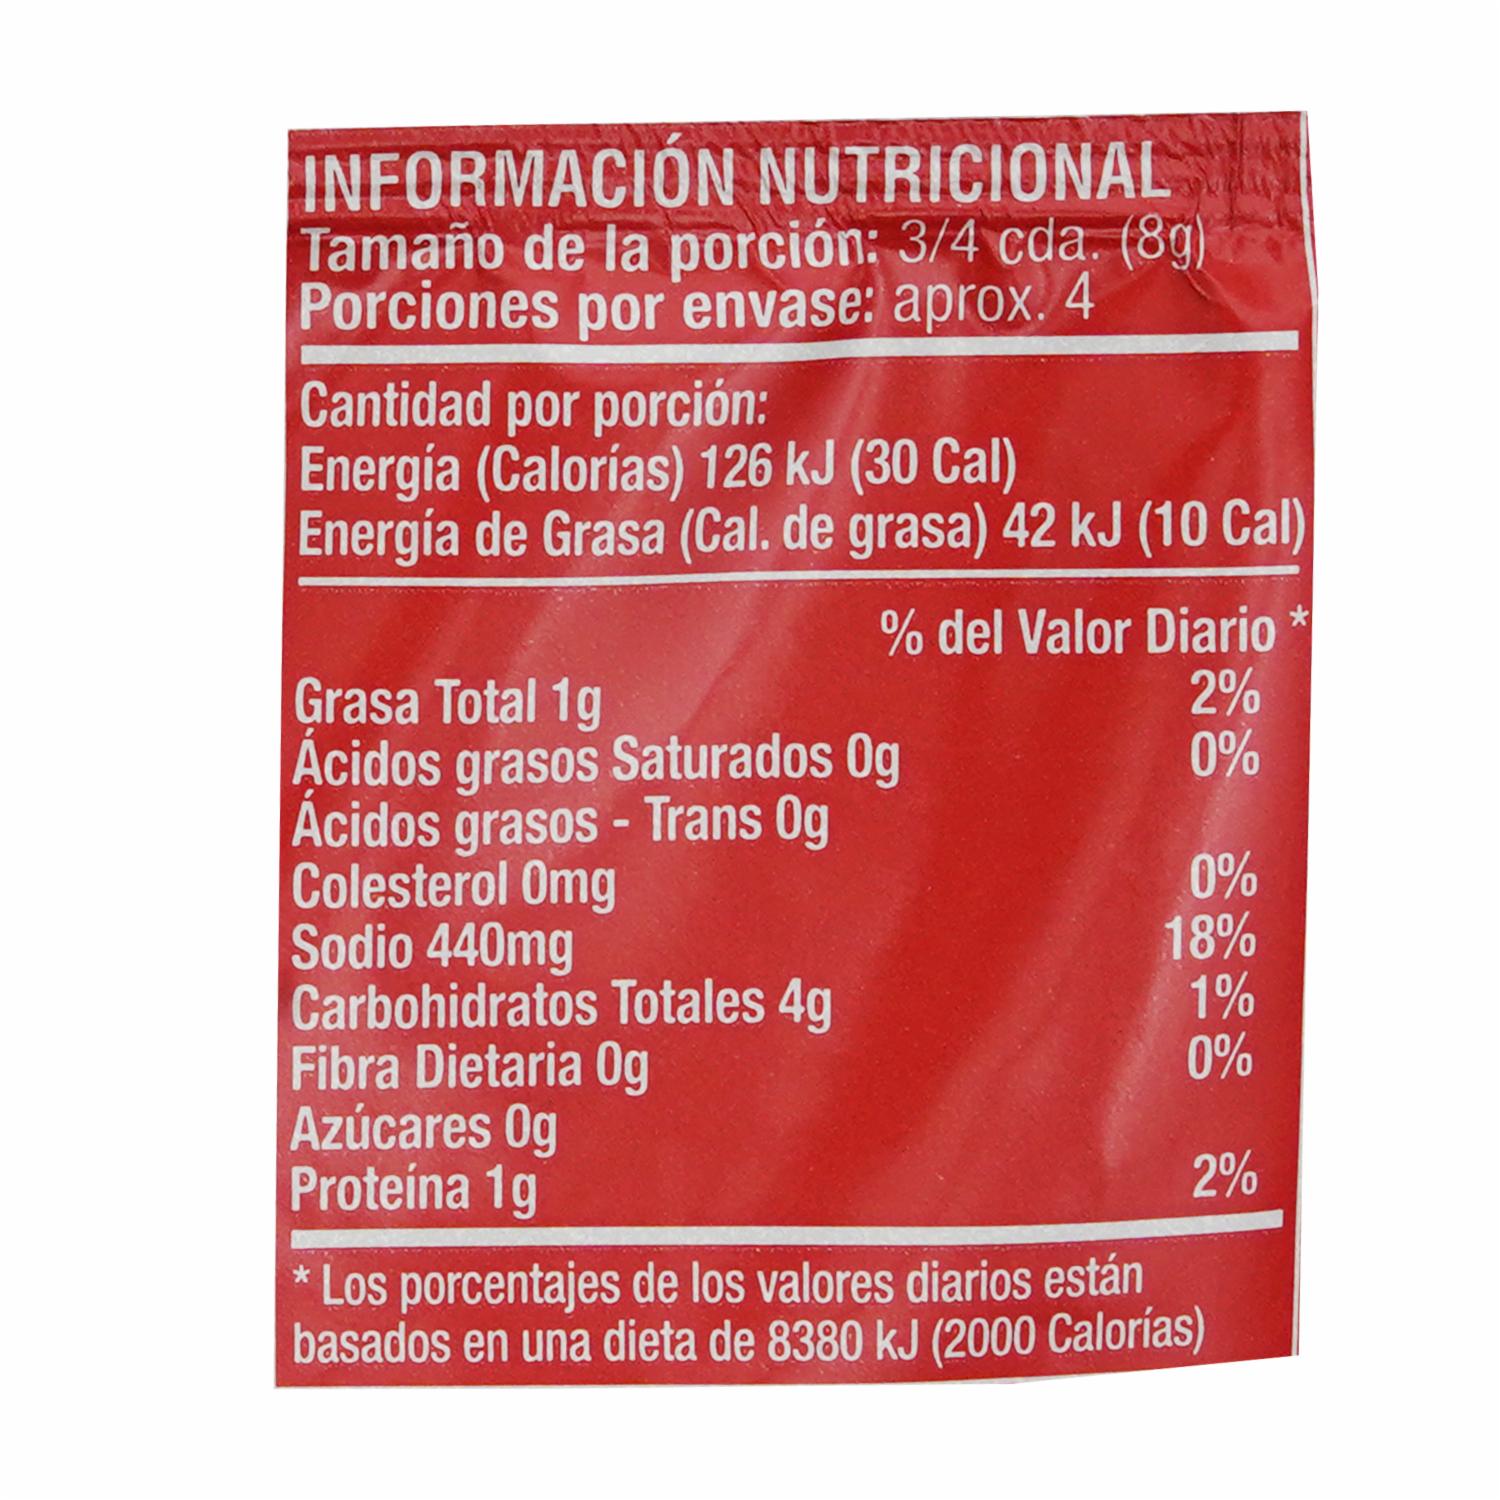 INFORMACIÓN NUTRICIONAL
Tamaño de la porción: 3/4 cda. (8g)
Porciones por envase: aprox. 4
Cantidad por porción:
Energía (Calorías) 126 kJ (30 Cal)
Energía de Grasa (Cal. de grasa) 42 kJ (10 Cal)
% del Valor Diario *
Grasa Total 1g 2%
Ácidos grasos Saturados 0g 0%
Ácidos grasos - Trans 0g
Colesterol 0mg 0%
Sodio 440mg 18%
Carbohidratos Totales 4g 1%
Fibra Dietaria 0g 0%
Azúcares 0g
Proteína 1g 2%
* Los porcentajes de los valores diarios están
basados en una dieta de 8380 kJ (2000 Calorías)